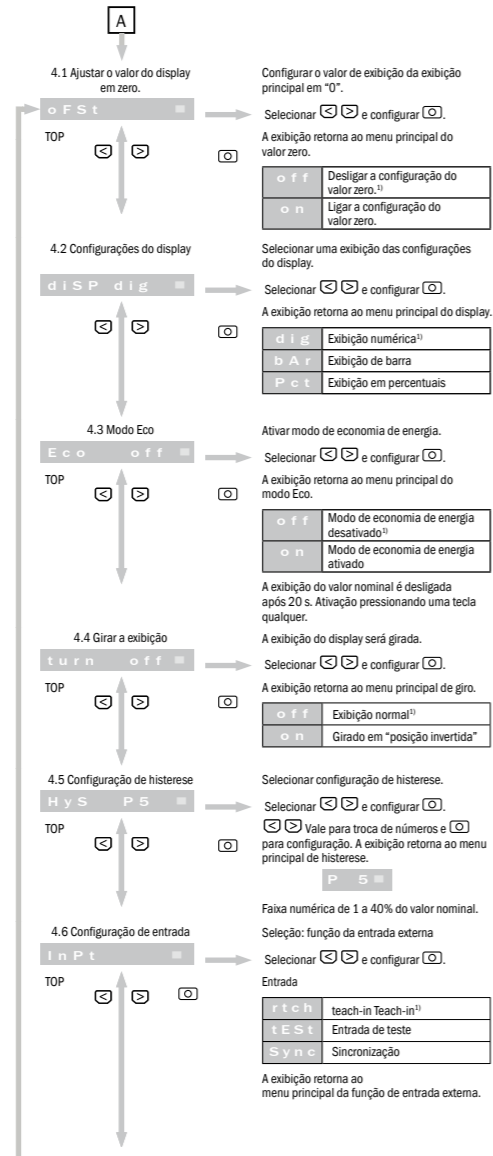 A
4.1 Ajustar o valor do display
em zero.
oFSt
TOP
< >
Configurar o valor de exibição da exibição
principal em “0”.
Selecionar < > e configurar O.
A exibição retorna ao menu principal do
valor zero.
off Desligar a configuração do
valor zero.1)
on Ligar a configuração do
valor zero.
4.2 Configurações do display
diSP dig
< >
Selecionar uma exibição das configurações
do display.
Selecionar < > e configurar O.
A exibição retorna ao menu principal do display.
dig Exibição numérica1)
bAr Exibição de barra
Pct Exibição em percentuais
4.3 Modo Eco
Eco off
TOP
< >
Ativar modo de economia de energia.
Selecionar < > e configurar O.
A exibição retorna ao menu principal do
modo Eco.
off Modo de economia de energia
desativado1)
on Modo de economia de energia
ativado
A exibição do valor nominal é desligada
após 20 s. Ativação pressionando uma tecla
qualquer.
4.4 Girar a exibição
turn off
TOP
< >
A exibição do display será girada.
Selecionar < > e configurar O.
A exibição retorna ao menu principal de giro.
off Exibição normal1)
on Girado em “posição invertida”
4.5 Configuração de histerese
HyS P5
TOP
< >
Selecionar configuração de histerese.
Selecionar < > e configurar O.
< > Vale para troca de números e O
para configuração. A exibição retorna ao menu
principal de histerese.
P 5
Faixa numérica de 1 a 40% do valor nominal.
4.6 Configuração de entrada
InPt
TOP
< >
Seleção: função da entrada externa
Selecionar < > e configurar O.
Entrada
rtch teach-in Teach-in1)
tESt Entrada de teste
Sync Sincronização
A exibição retorna ao
menu principal da função de entrada externa.